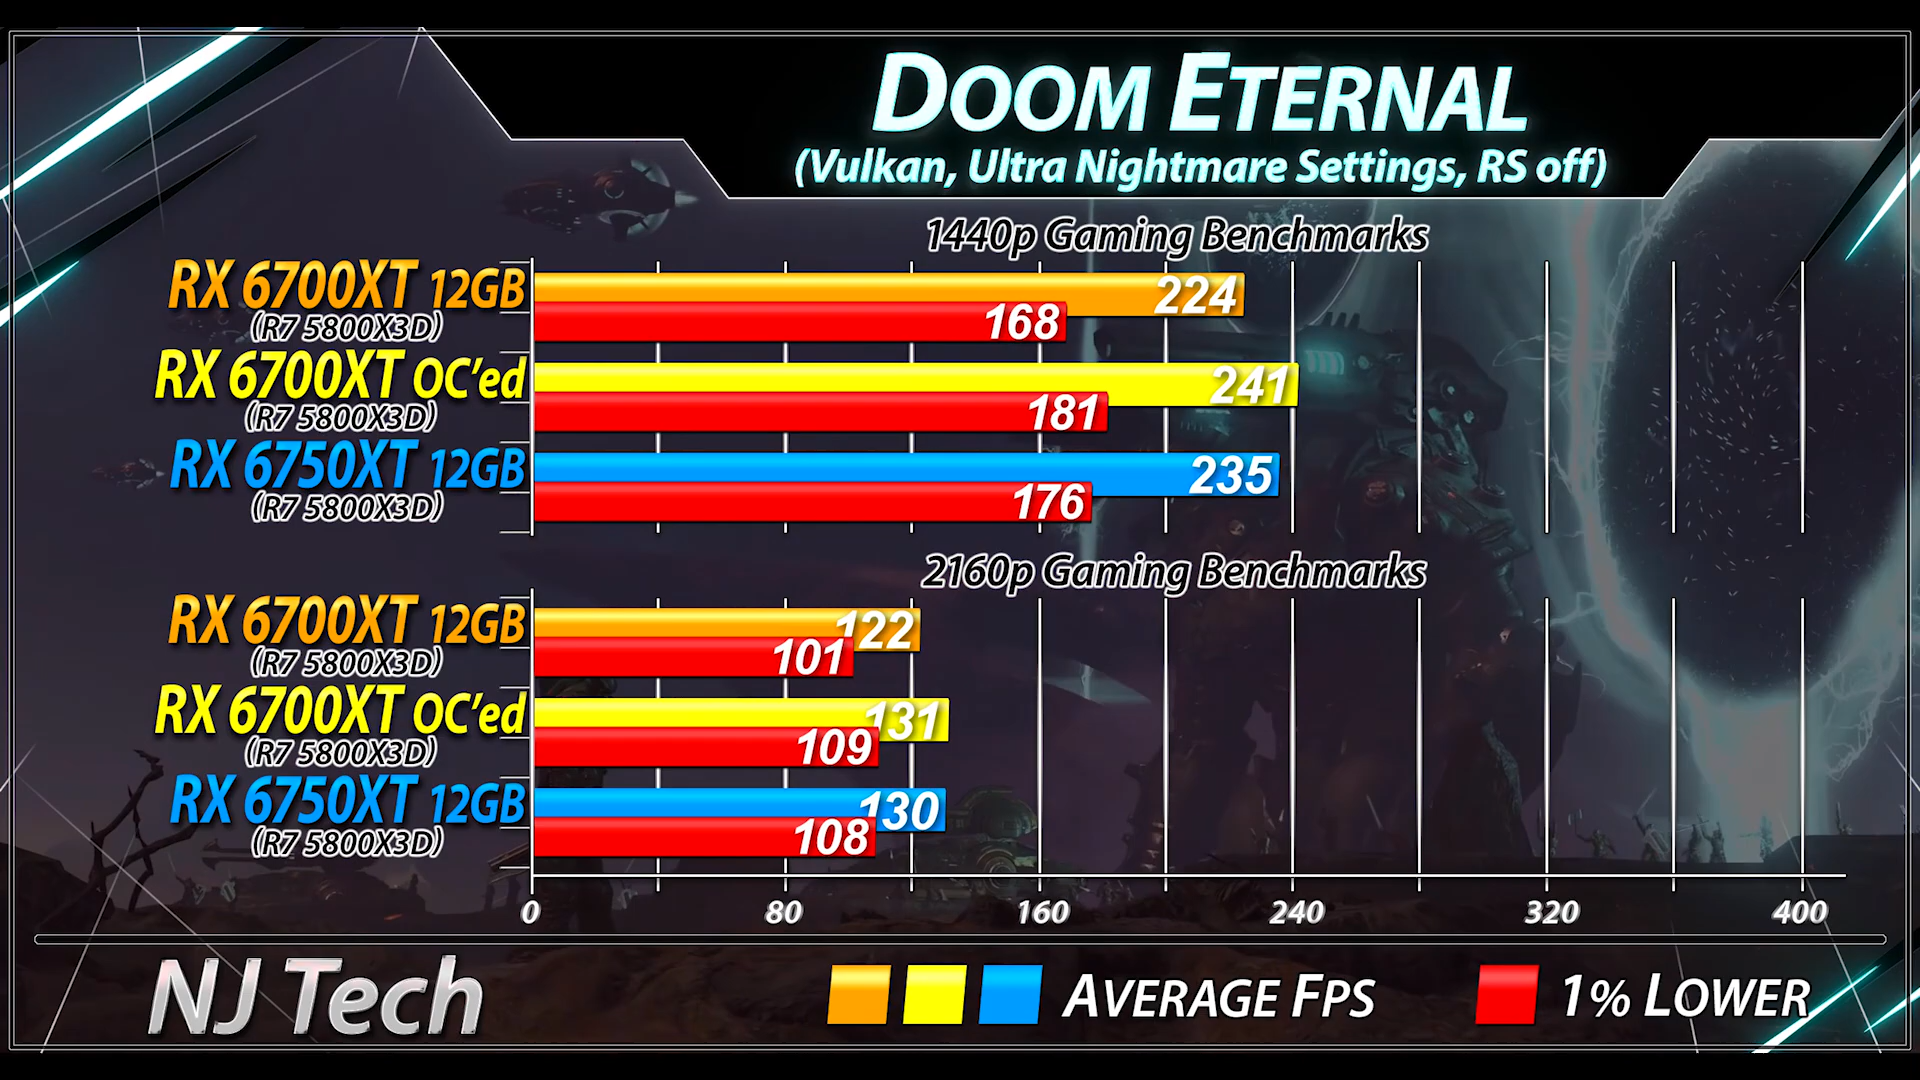 DOOM ETERNAL
(Vulkan, Ultra Nightmare Settings, RS off)
1440p Gaming Benchmarks
RX 6700XT 12GB
224
(R7 5800X3D)
168
RX 6700XT OC'ed
241
(R7 5800X3D)
181
RX 6750XT 12GB
235
(R7 5800X3D)
176
2160p Gaming Benchmarks
RX 6700XT 12GB
122
(R7 5800X3D)
101
RX 6700XT OC'ed
131
(R7 5800X3D)
109
RX 6750XT 12GB
130
(R7 5800X3D)
108
0 80 160 240 320 400
NJ Tech
AVERAGE FPS
1% LOWER